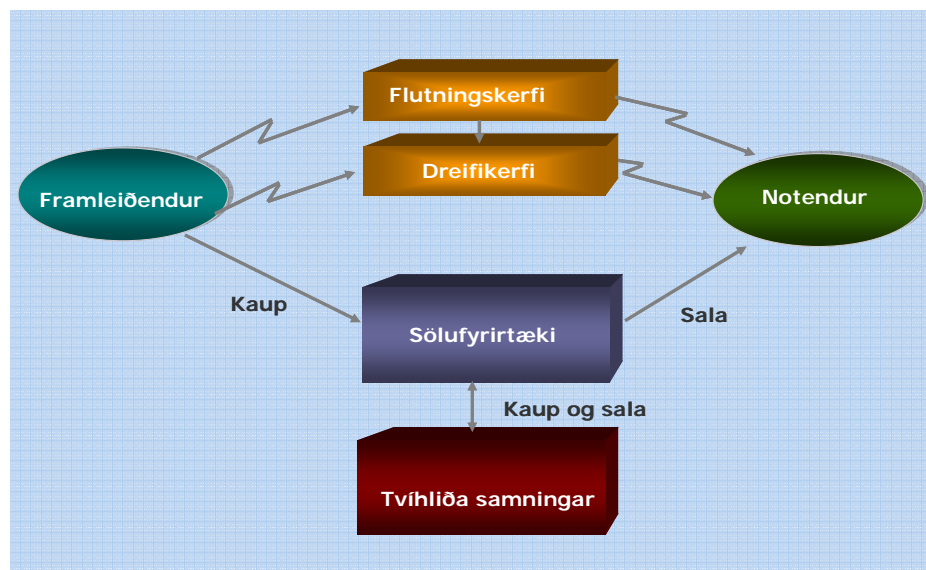 Flutningskerfi
Dreifikerfi
Framleiðendur
Notendur
Kaup
Sala
Sölufyrirtæki
Kaup og sala
Tvíhliða samningar